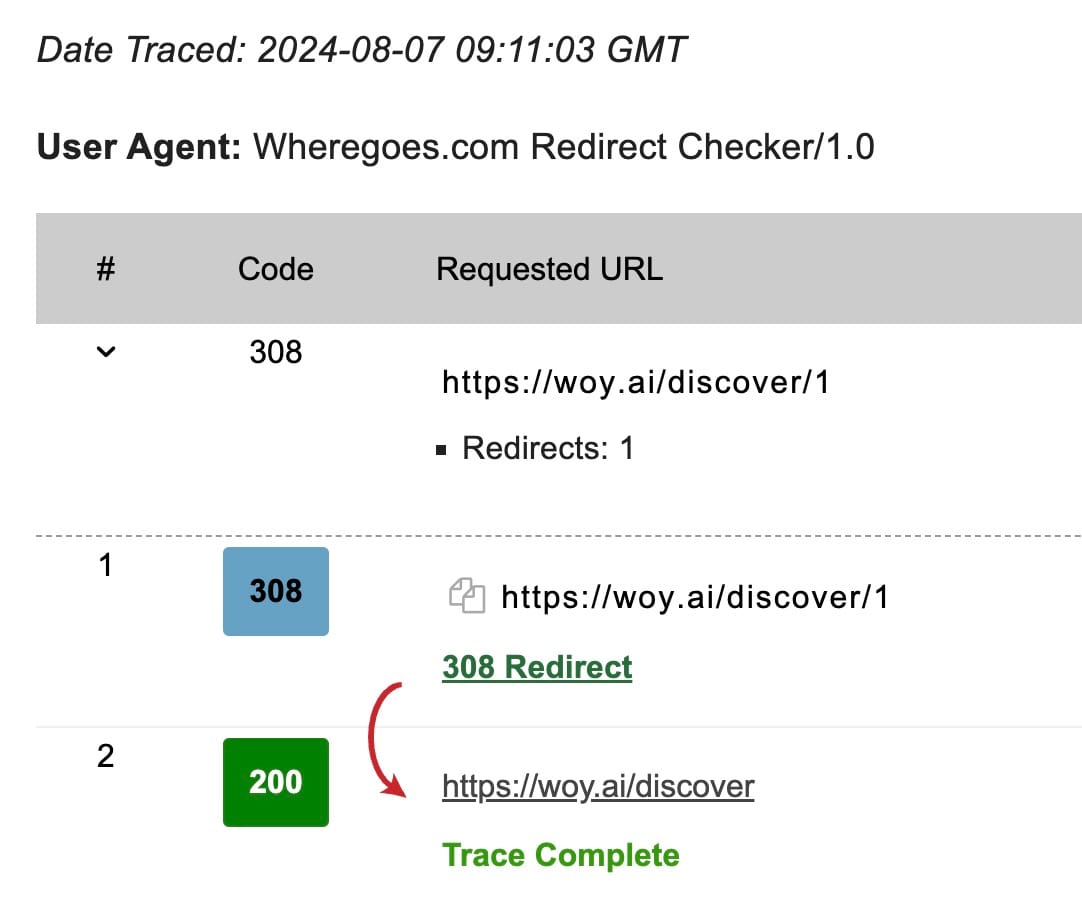 Date Traced: 2024-08-07 09:11:03 GMT
User Agent: Wheregoes.com Redirect Checker/1.0
# Code Requested URL
308
https://woy.ai/discover/1
▪ Redirects: 1
1
308
https://woy.ai/discover/1
308 Redirect
2
200
https://woy.ai/discover
Trace Complete